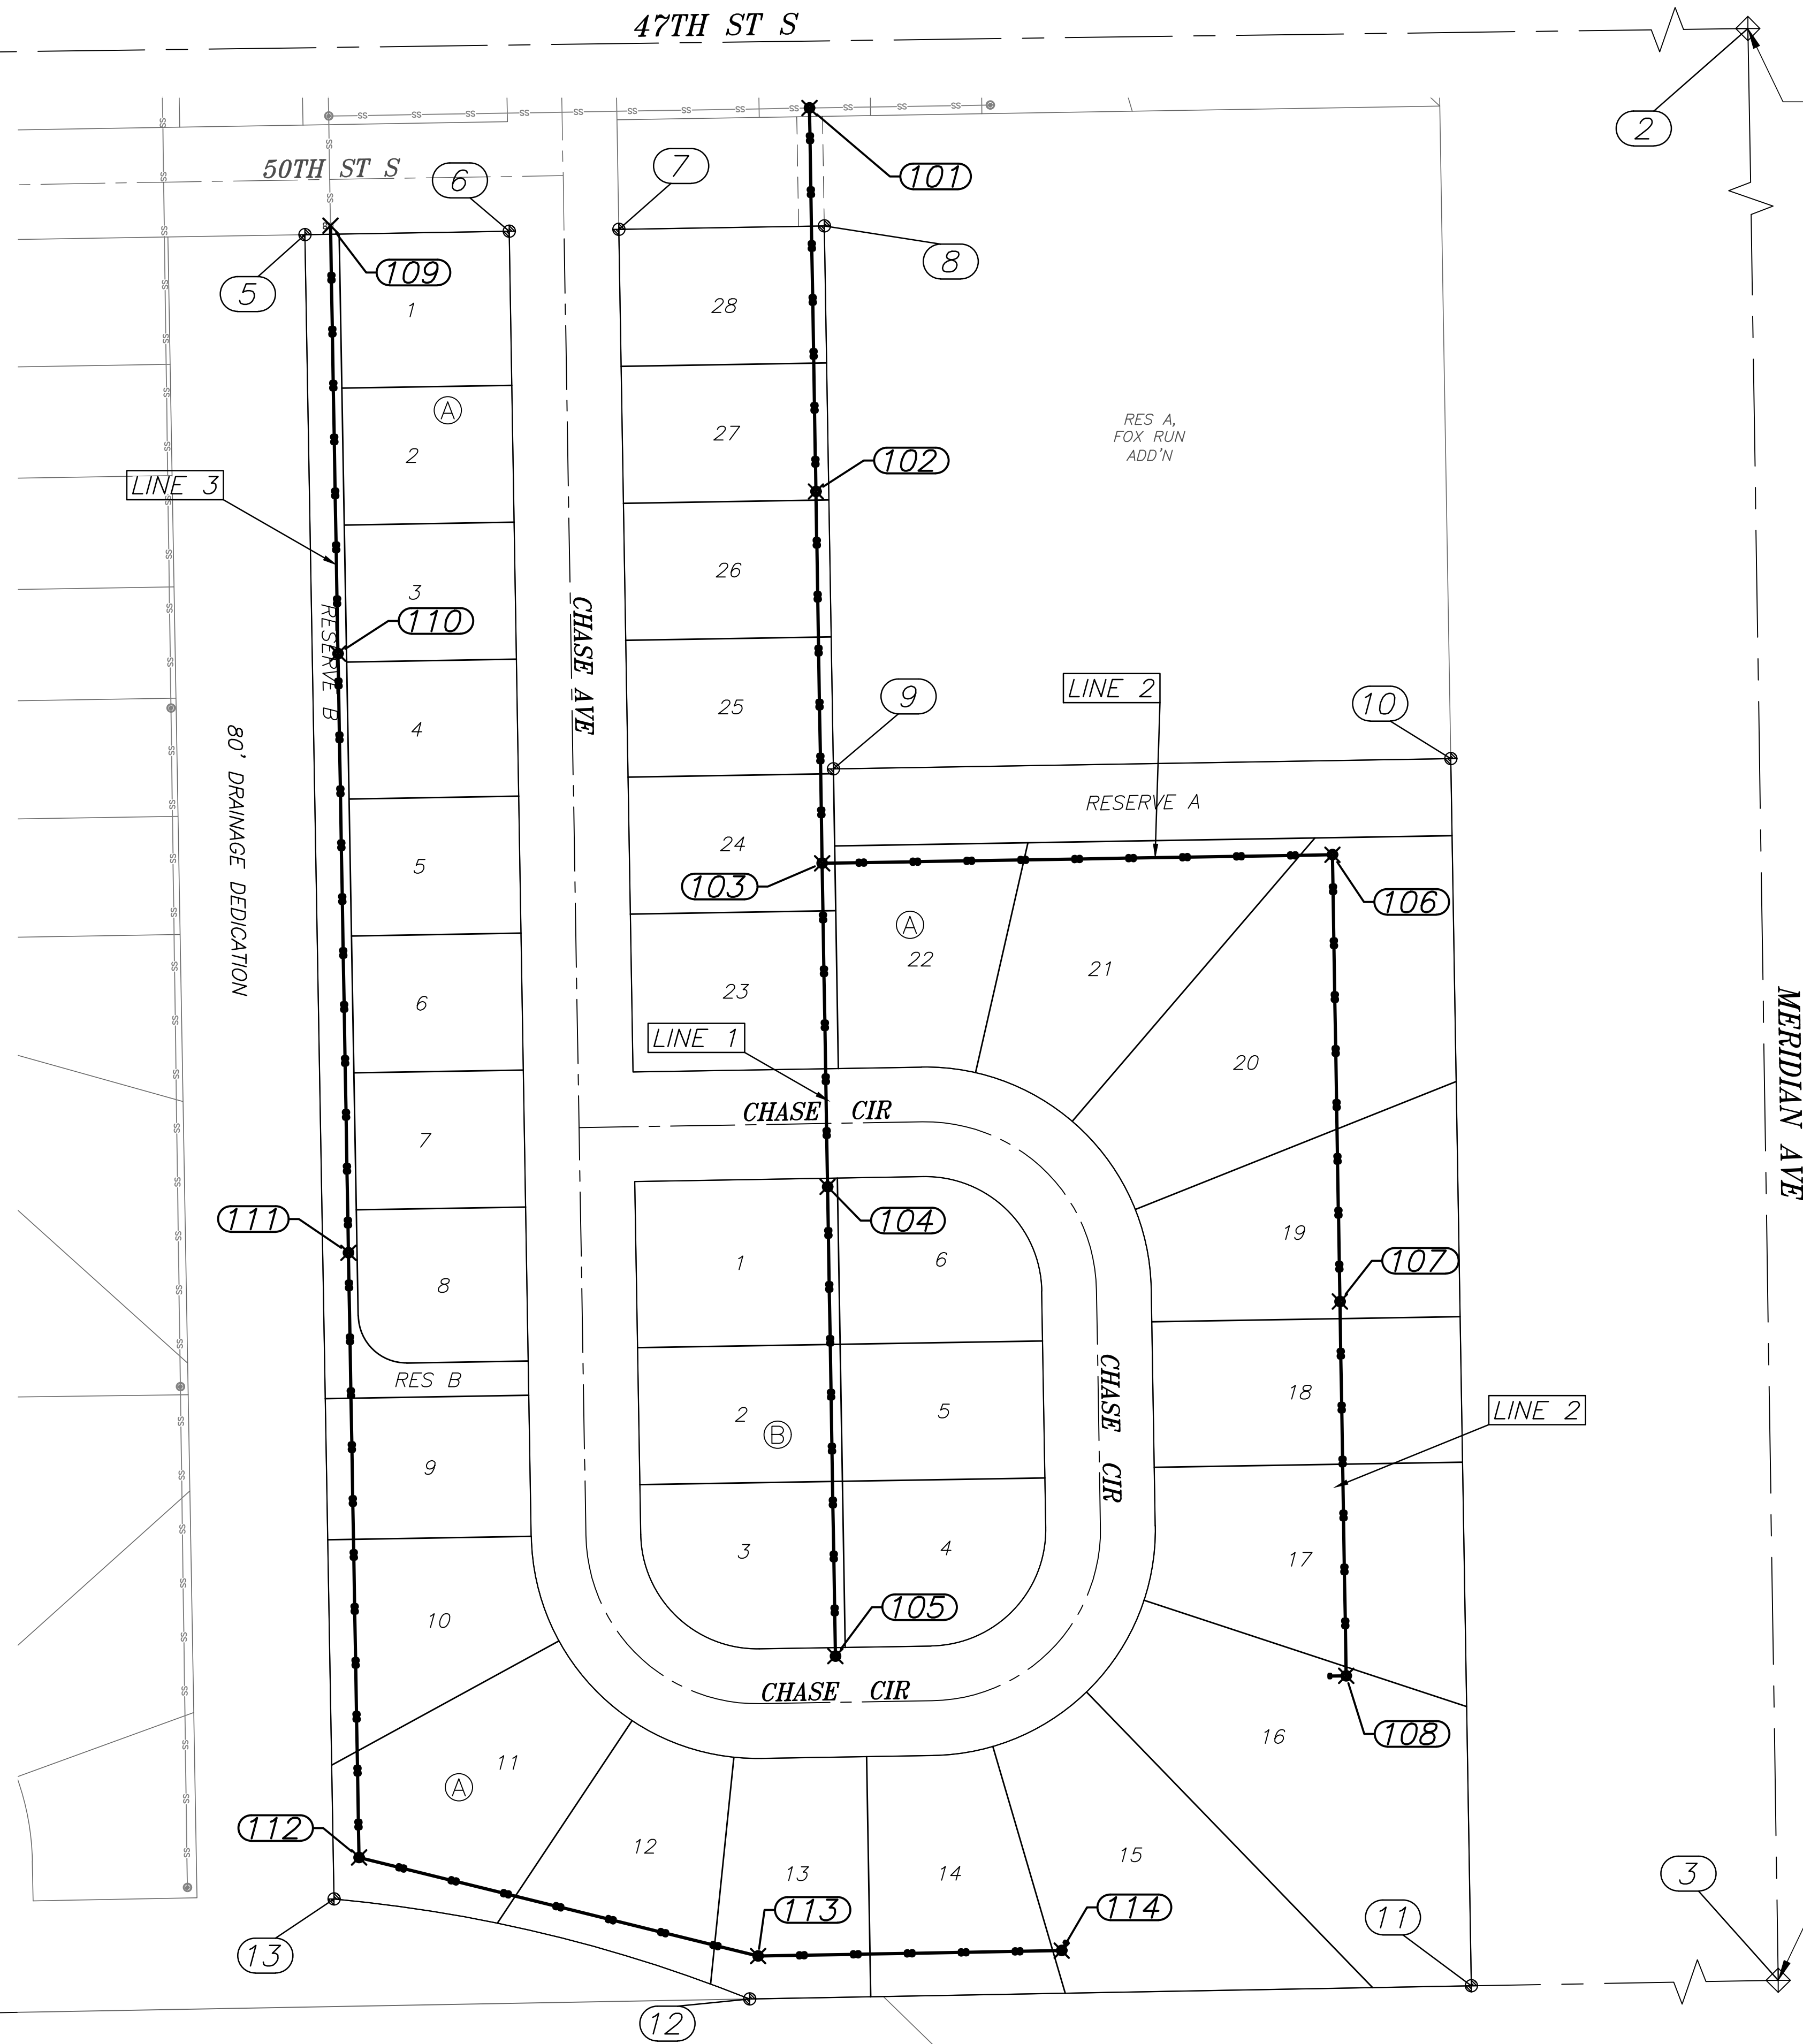 47TH ST S
2
50TH ST S
6
7
101
5
109
8
1
28
A
2
27
102
RES A,
FOX RUN
ADD'N
LINE 3
3
26
110
RESERVE B
CHASE AVE
4
25
9
LINE 2
10
80' DRAINAGE DEDICATION
RESERVE A
5
24
103
106
A
22
21
6
23
LINE 1
20
MERIDIAN AVE
7
CHASE CIR
111
104
8
1
6
19
107
RES B
2
B
5
CHASE CIR
18
LINE 2
9
3
4
17
10
105
CHASE CIR
11
16
108
A
112
12
13
14
15
113
114
3
11
13
12
SS